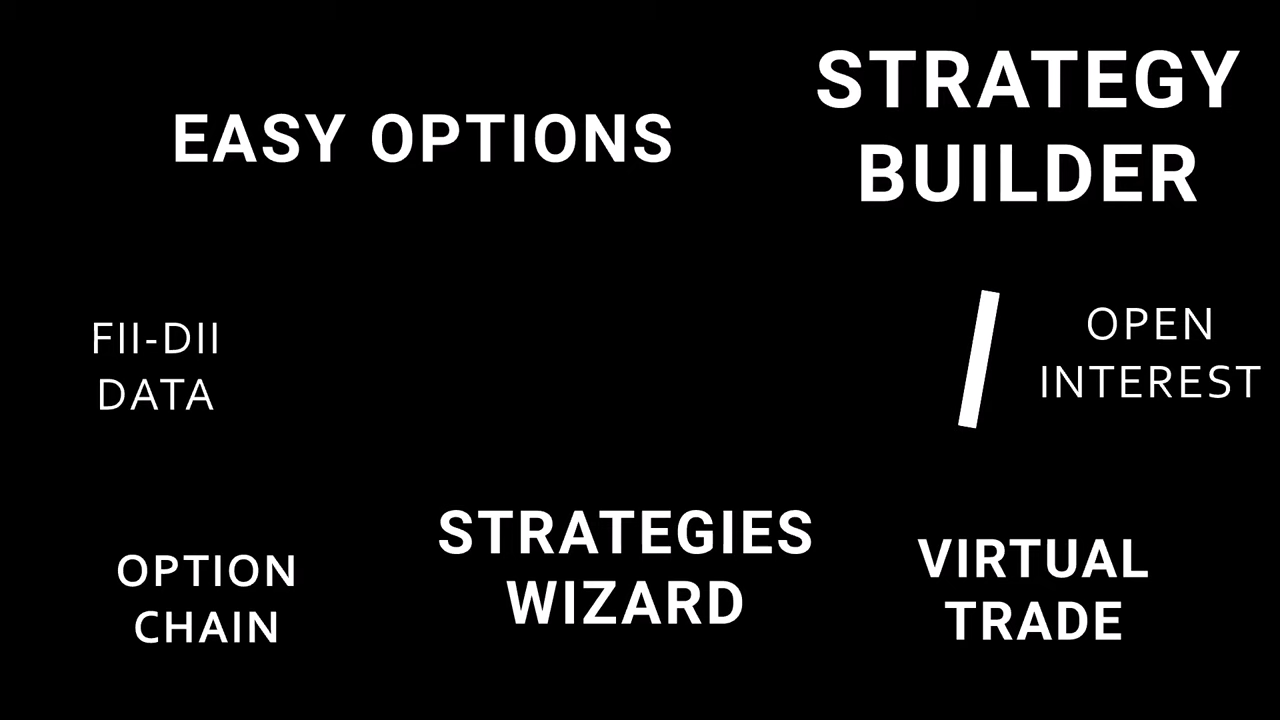 EASY OPTIONS
STRATEGY
BUILDER
FII-DII
DATA
OPEN
INTEREST
OPTION
CHAIN
STRATEGIES
WIZARD
VIRTUAL
TRADE